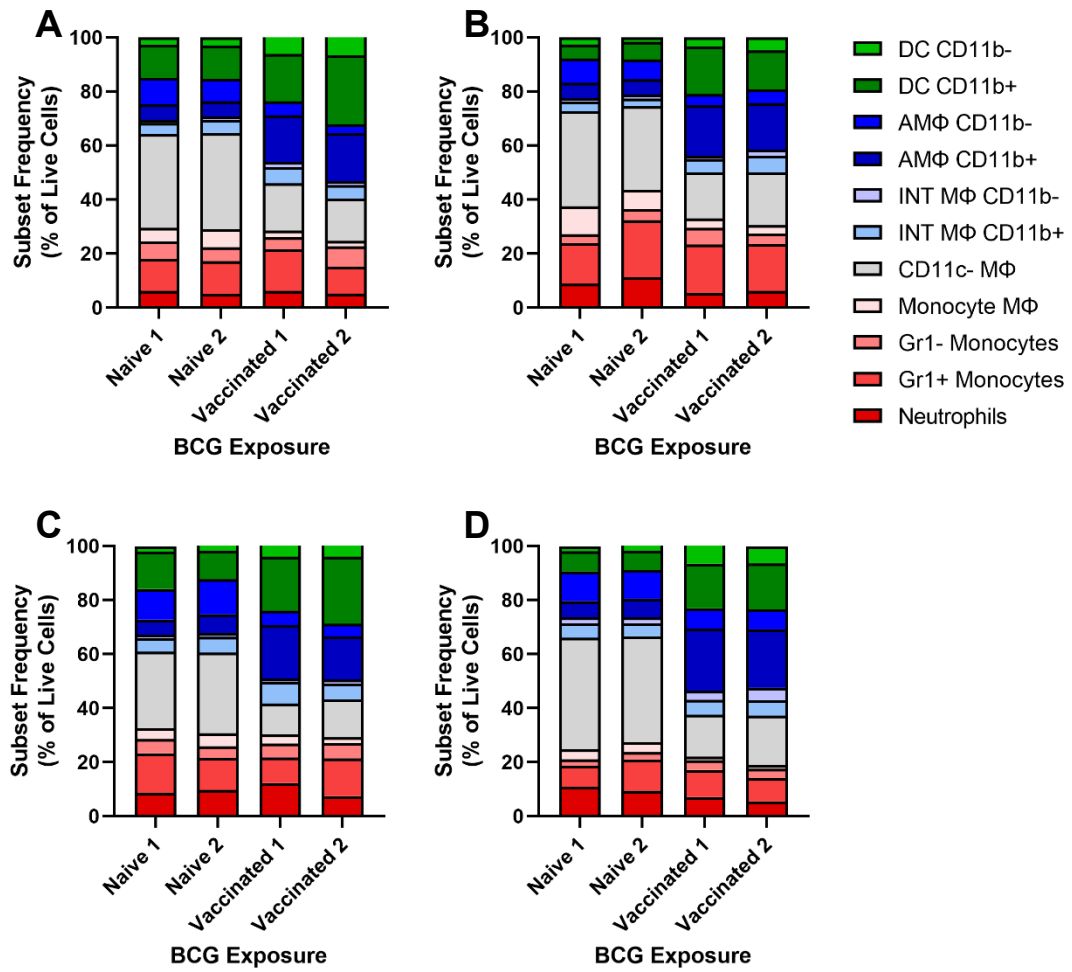 A
Subset Frequency
(% of Live Cells)
100
80
60
40
20
0
Naive 1
Naive 2
Vaccinated 1
Vaccinated 2
BCG Exposure
B
Subset Frequency
(% of Live Cells)
100
80
60
40
20
0
Naive 1
Naive 2
Vaccinated 1
Vaccinated 2
BCG Exposure
DC CD11b-
DC CD11b+
AMΦ CD11b-
AMΦ CD11b+
INT MΦ CD11b-
INT MΦ CD11b+
CD11c- MΦ
Monocyte MΦ
Gr1- Monocytes
Gr1+ Monocytes
Neutrophils
C
Subset Frequency
(% of Live Cells)
100
80
60
40
20
0
Naive 1
Naive 2
Vaccinated 1
Vaccinated 2
BCG Exposure
D
Subset Frequency
(% of Live Cells)
100
80
60
40
20
0
Naive 1
Naive 2
Vaccinated 1
Vaccinated 2
BCG Exposure